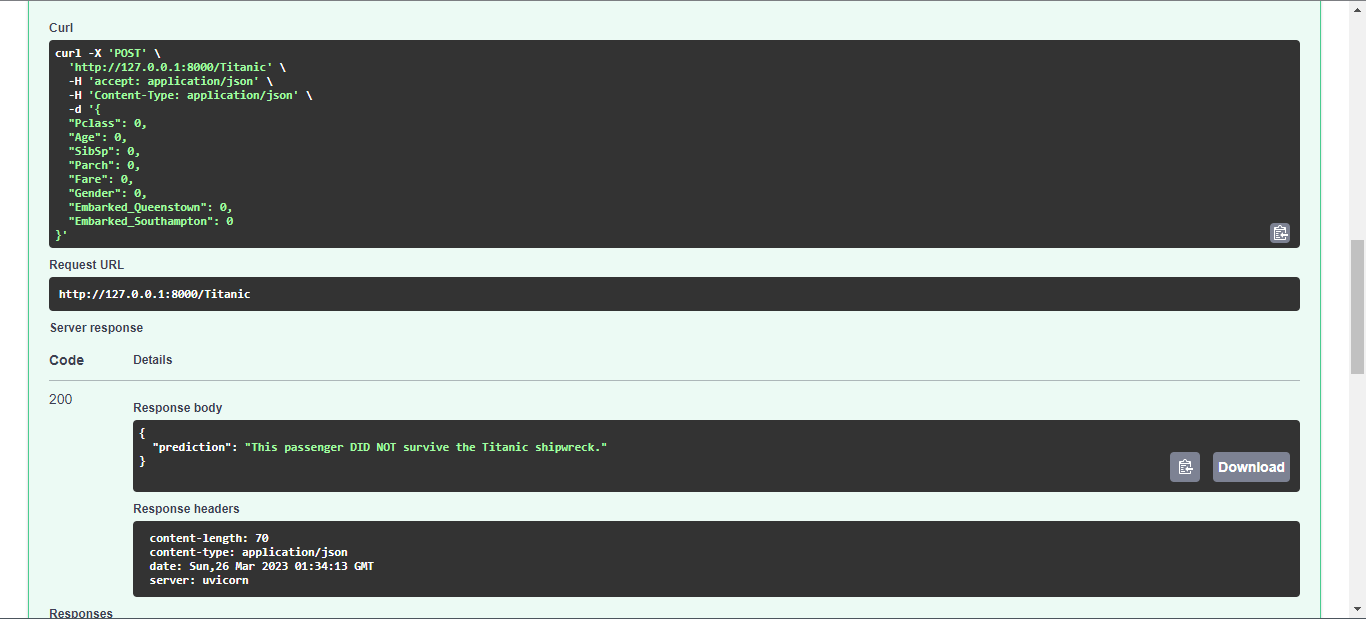 Curl
curl -X 'POST' \
'http://127.0.0.1:8000/Titanic' \
-H 'accept: application/json' \
-H 'Content-Type: application/json' \
-d '{
"Pclass": 0,
"Age": 0,
"SibSp": 0,
"Parch": 0,
"Fare": 0,
"Gender": 0,
"Embarked_Queenstown": 0,
"Embarked_Southampton": 0
}'
Request URL
http://127.0.0.1:8000/Titanic
Server response
Code Details
200
Response body
{
"prediction": "This passenger DID NOT survive the Titanic shipwreck."
}
Download
Response headers
content-length: 70
content-type: application/json
date: Sun,26 Mar 2023 01:34:13 GMT
server: uvicorn
Responses